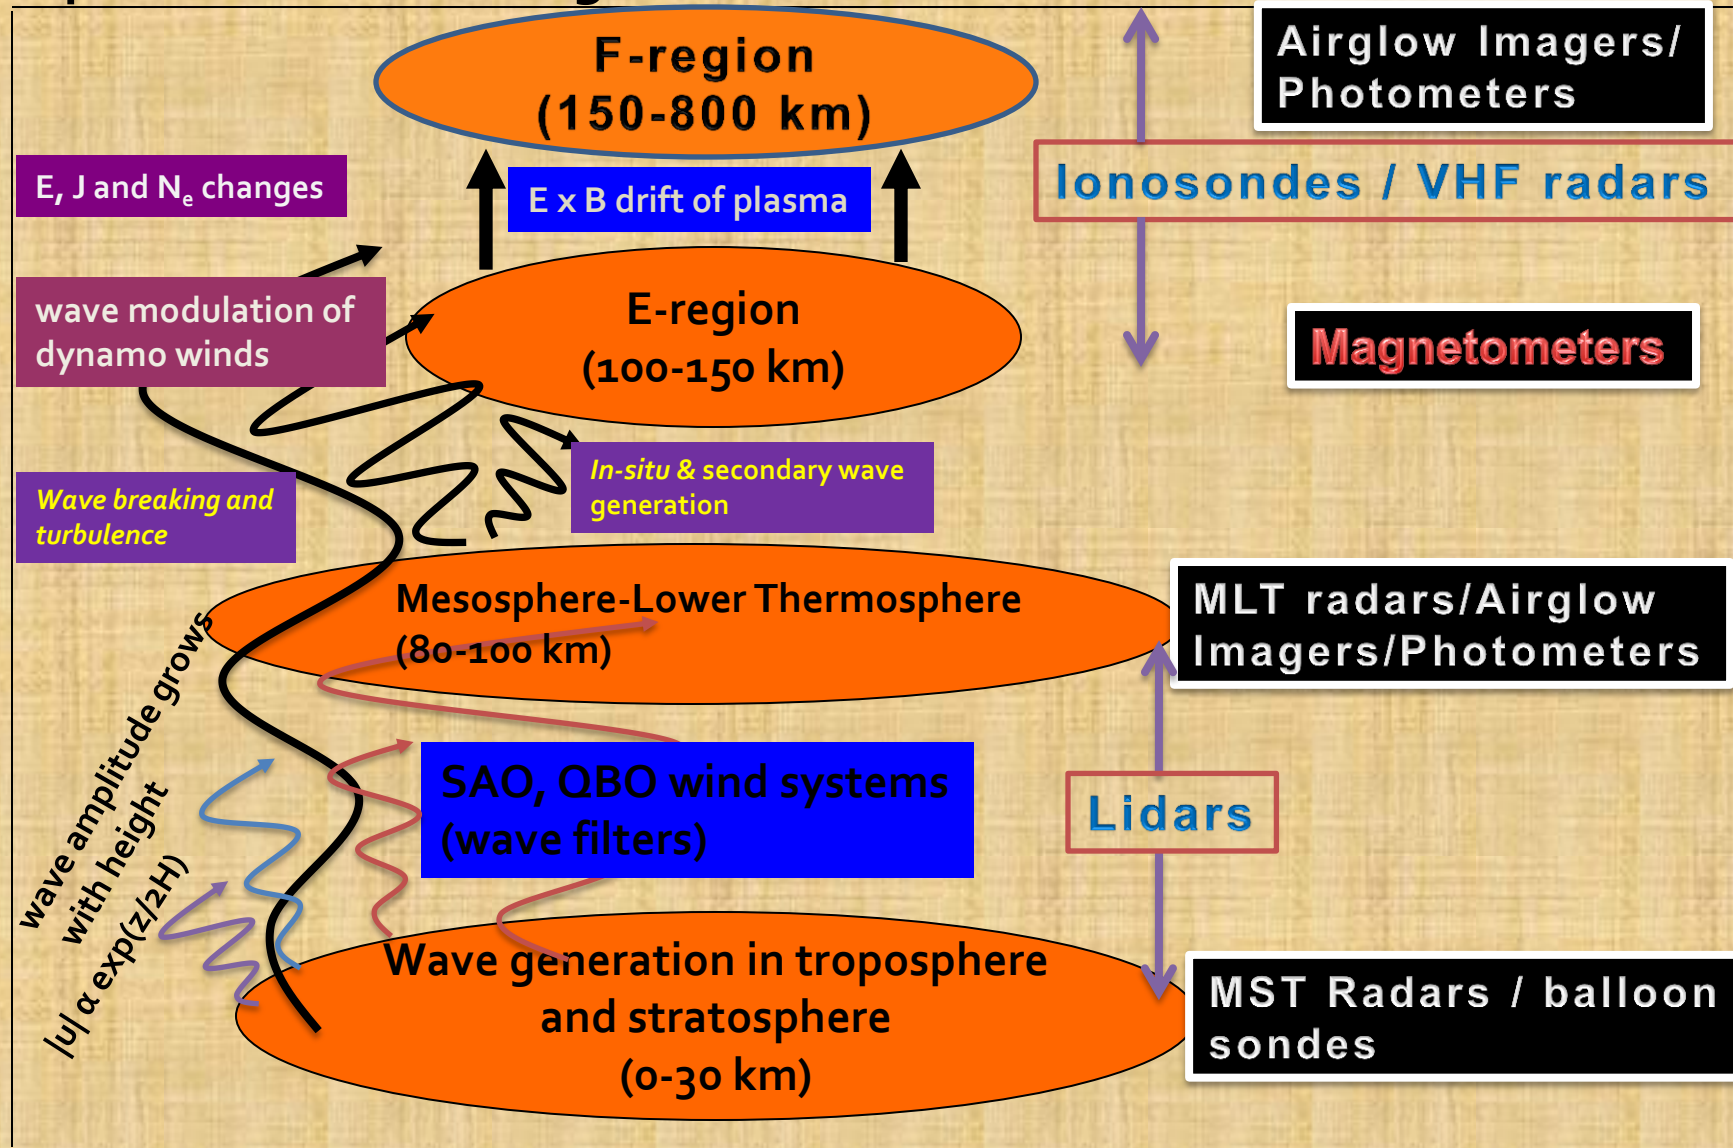 F-region
(150-800 km)
Airglow Imagers/
Photometers
E, J and Ne changes
E x B drift of plasma
Ionosondes / VHF radars
wave modulation of
dynamo winds
E-region
(100-150 km)
Magnetometers
In-situ & secondary wave
generation
Wave breaking and
turbulence
Mesosphere-Lower Thermosphere
(80-100 km)
MLT radars/Airglow
Imagers/Photometers
wave amplitude grows
with height
|u| α exp(z/2H)
SAO, QBO wind systems
(wave filters)
Lidars
Wave generation in troposphere
and stratosphere
(0-30 km)
MST Radars / balloon
sondes